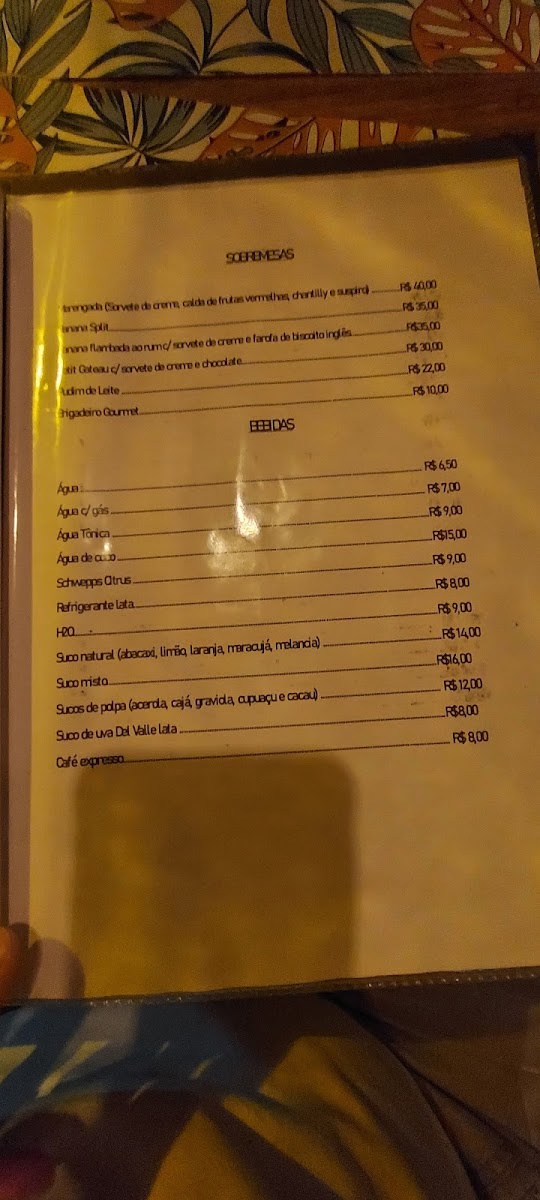 SOBREMESAS
erengada (Sorvete de creme, calda de frutas vermelhas, chantilly e suspiro) R$ 40,00
anana Split R$ 35,00
anana flambada ao rum c/ sorvete de creme e farofa de biscoito inglês R$35,00
tit Gateau c/ sorvete de creme e chocolate R$ 30,00
udim de Leite R$ 22,00
Brigadeiro Gourmet R$ 10,00
BEBIDAS
Água R$ 6,50
Água c/ gás R$ 7,00
Água Tônica R$ 9,00
Água de coco R$15,00
Schwepps Citrus R$ 9,00
Refrigerante lata R$ 8,00
H2O R$ 9,00
Suco natural (abacaxi, limão, laranja, maracujá, melancia) R$ 14,00
Suco misto R$16,00
Sucos de polpa (acerola, cajá, graviola, cupuaçu e cacau) R$ 12,00
Suco de uva Del Valle lata R$8,00
Café expresso R$ 8,00